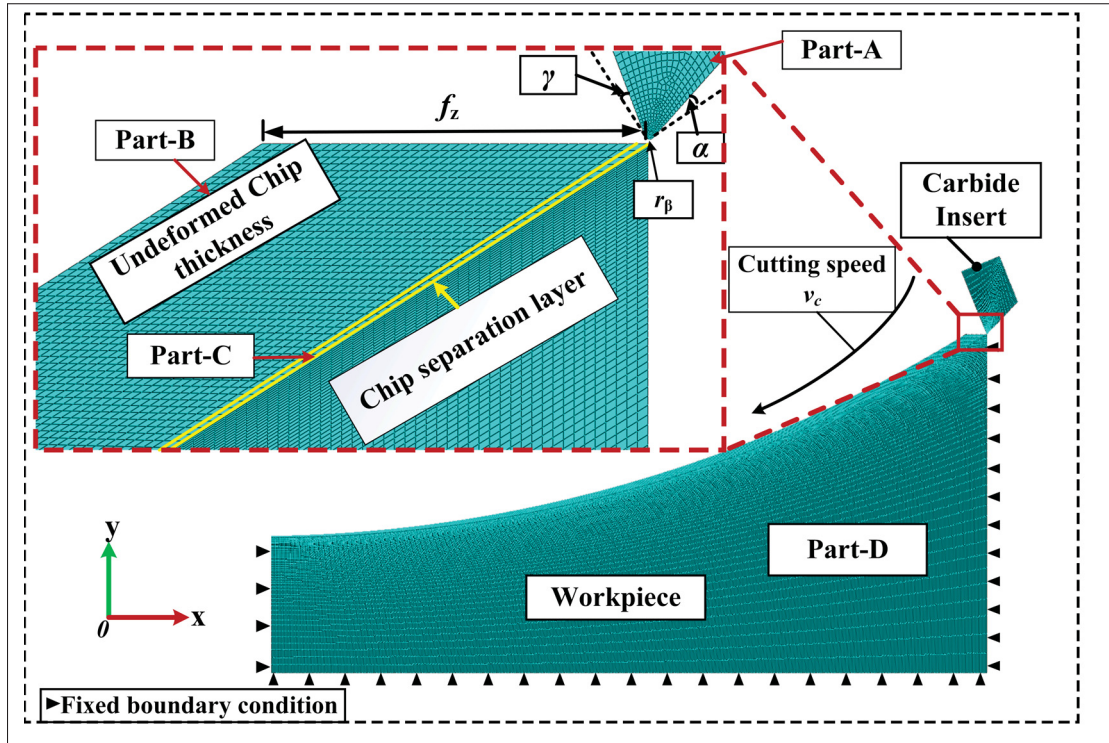 Part-A
γ
f_z
α
Part-B
r_β
Undeformed Chip
thickness
Carbide
Insert
Cutting speed
v_c
Part-C
Chip separation layer
y
Part-D
Workpiece
x
0
Fixed boundary condition